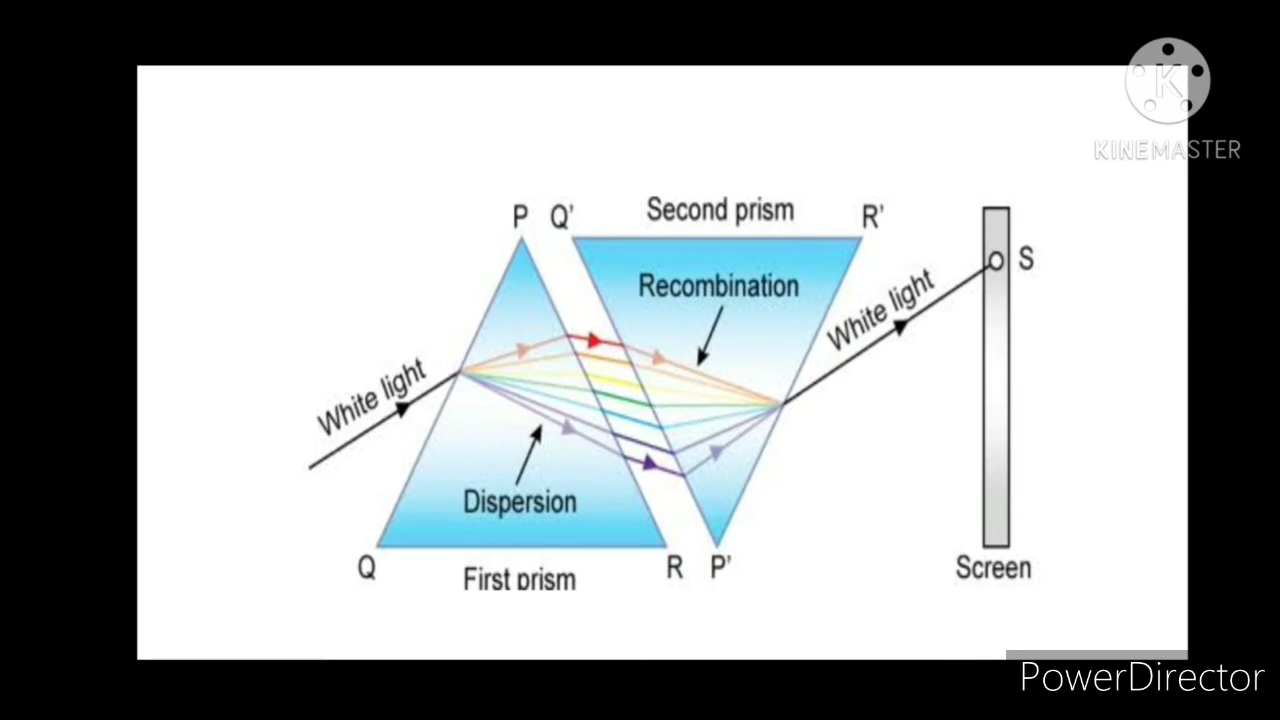 K
KINEMASTER
P
Q’
Second prism
R’
Recombination
S
White light
White light
Dispersion
Q
First prism
R
P’
Screen
PowerDirector